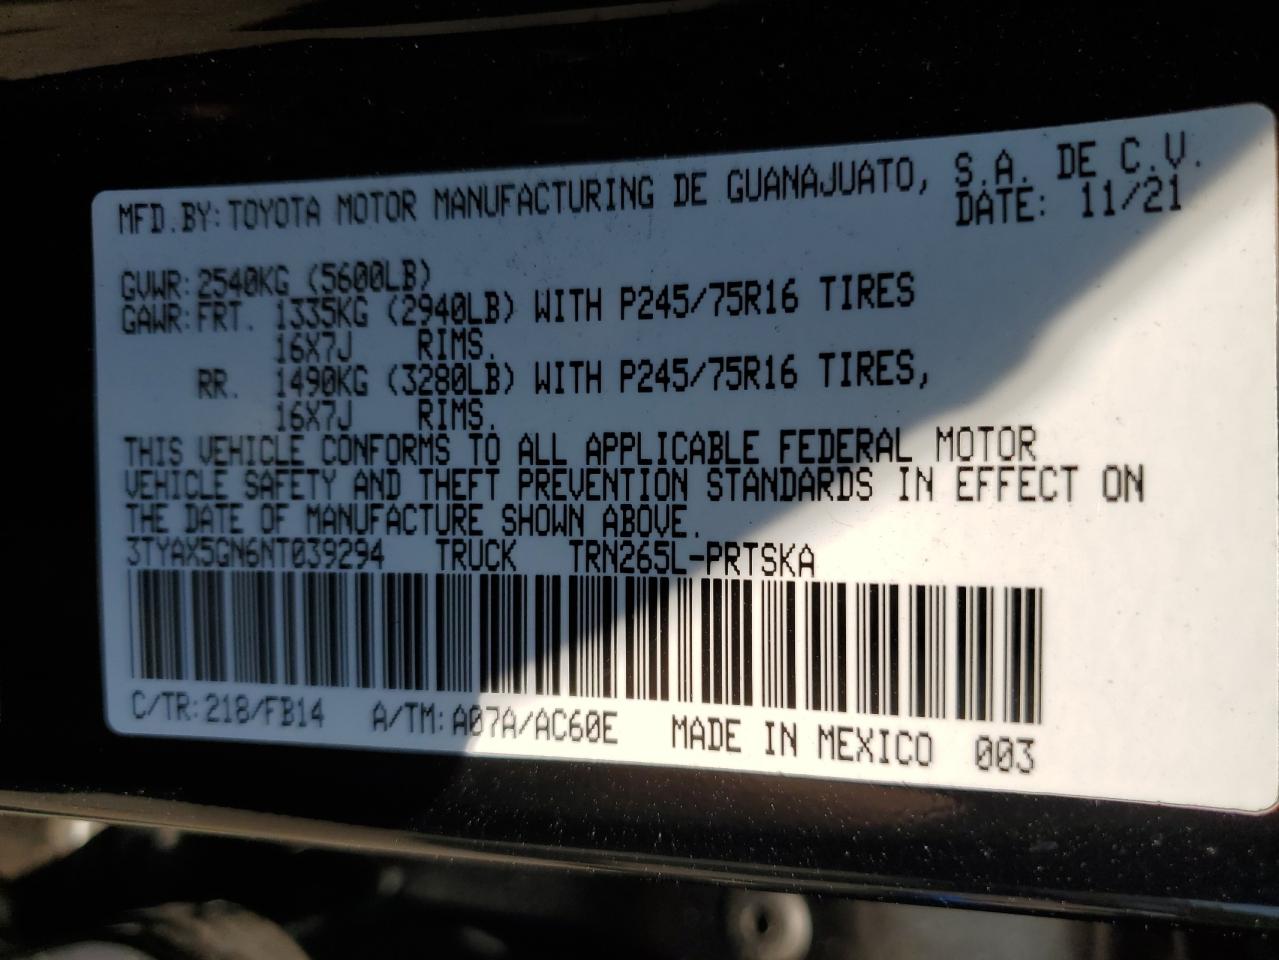 MFD.BY:TOYOTA MOTOR MANUFACTURING DE GUANAJUATO, S.A. DE C.V.
DATE: 11/21
GVWR:2540KG (5600LB)
GAWR:FRT. 1335KG (2940LB) WITH P245/75R16 TIRES
16X7J RIMS.
RR. 1490KG (3280LB) WITH P245/75R16 TIRES,
16X7J RIMS.
THIS VEHICLE CONFORMS TO ALL APPLICABLE FEDERAL MOTOR
VEHICLE SAFETY AND THEFT PREVENTION STANDARDS IN EFFECT ON
THE DATE OF MANUFACTURE SHOWN ABOVE.
3TYAX5GN6NT039294 TRUCK TRN265L-PRTSKA
C/TR:218/FB14 A/TM:A07A/AC60E MADE IN MEXICO 003